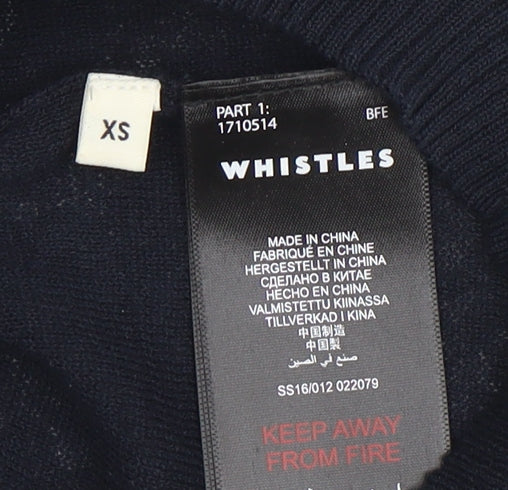 XS
PART 1:
1710514
BFE
WHISTLES
MADE IN CHINA
FABRIQUÉ EN CHINE
HERGESTELLT IN CHINA
СДЕЛАНО В КИТАЕ
HECHO EN CHINA
VALMISTETTU KIINASSA
TILLVERKAD I KINA
中国制造
中国製
صنع في الصين
SS16/012 022079
KEEP AWAY
FROM FIRE